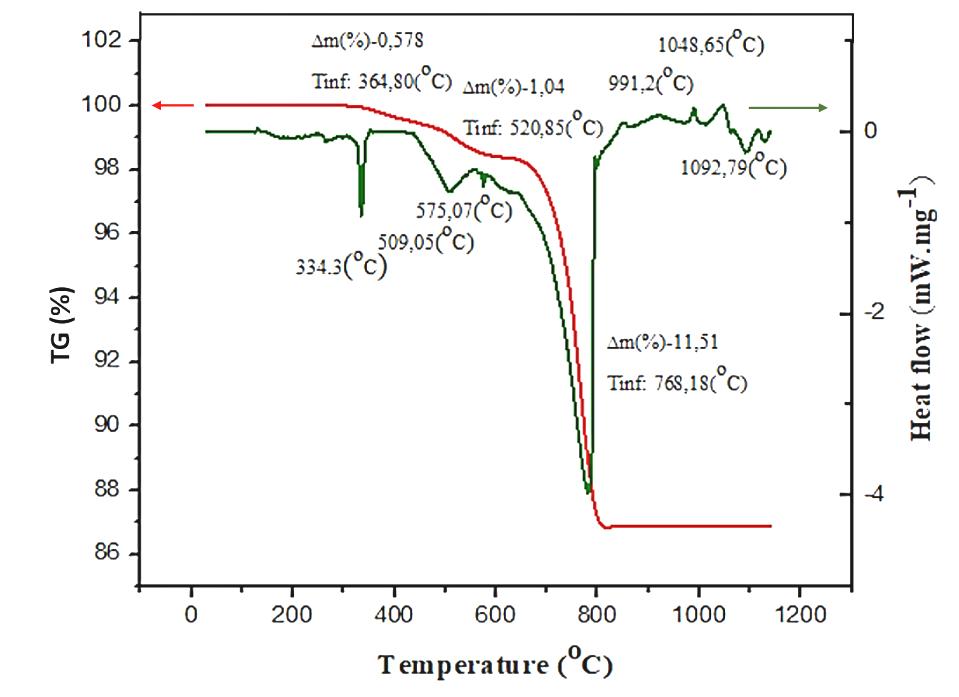 Δm(%)-0,578
Tinf: 364,80(°C)
Δm(%)-1,04
Tinf: 520,85(°C)
1048,65(°C)
991,2(°C)
1092,79(°C)
575,07(°C)
509,05(°C)
334.3(°C)
Δm(%)-11,51
Tinf: 768,18(°C)
TG (%)
102
100
98
96
94
92
90
88
86
0
-2
-4
Heat flow (mW.mg-1)
0
200
400
600
800
1000
1200
Temperature (°C)